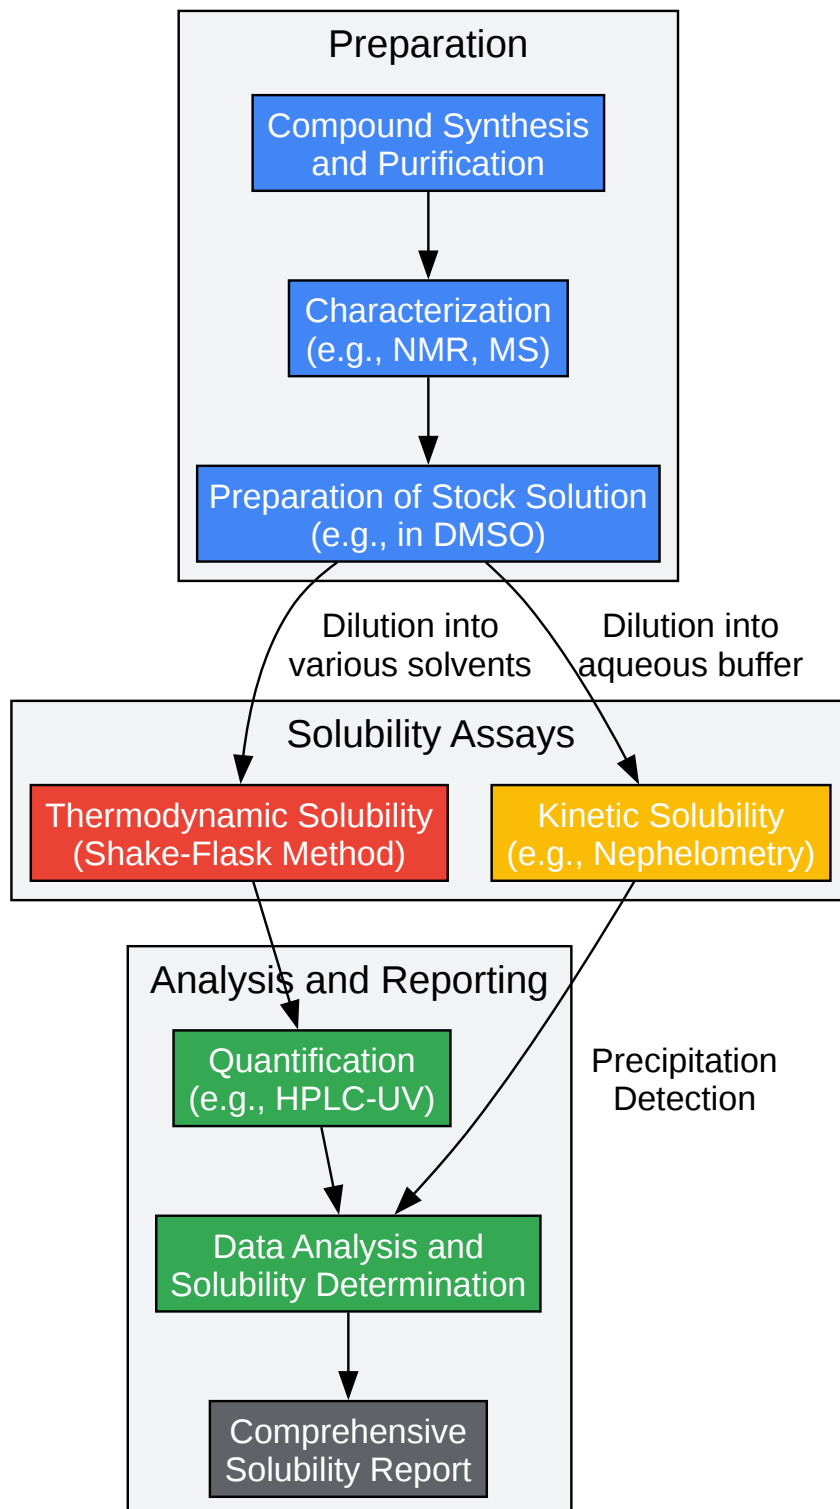 Preparation
Compound Synthesis
and Purification
Characterization
(e.g., NMR, MS)
Preparation of Stock Solution
(e.g., in DMSO)
Dilution into
various solvents
Dilution into
aqueous buffer
Solubility Assays
Thermodynamic Solubility
(Shake-Flask Method)
Kinetic Solubility
(e.g., Nephelometry)
Analysis and Reporting
Quantification
(e.g., HPLC-UV)
Precipitation
Detection
Data Analysis and
Solubility Determination
Comprehensive
Solubility Report